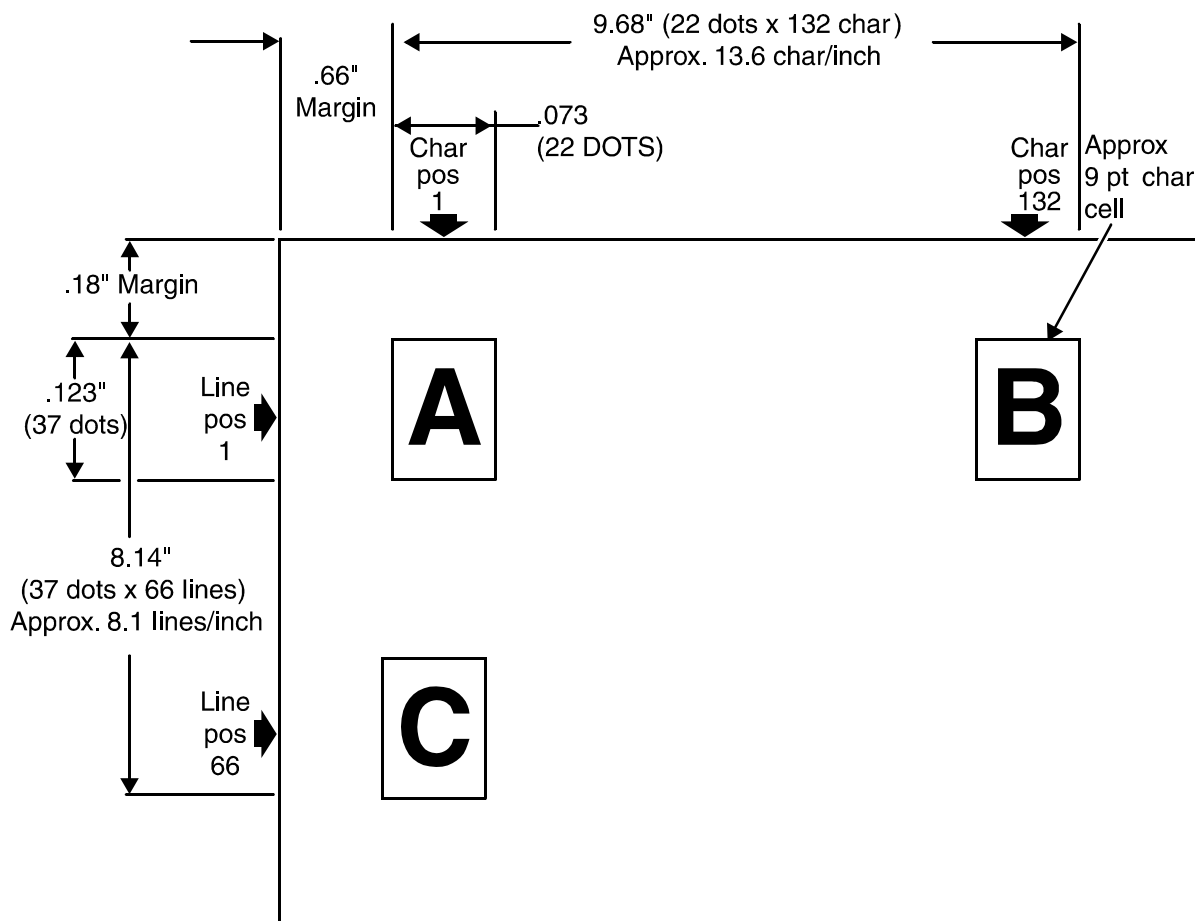 9.68" (22 dots x 132 char)
Approx. 13.6 char/inch
.66"
Margin
.073
(22 DOTS)
Char
pos
1
Char
pos
132
Approx
9 pt char
cell
.18" Margin
.123"
(37 dots)
Line
pos
1
A
B
8.14"
(37 dots x 66 lines)
Approx. 8.1 lines/inch
Line
pos
66
C